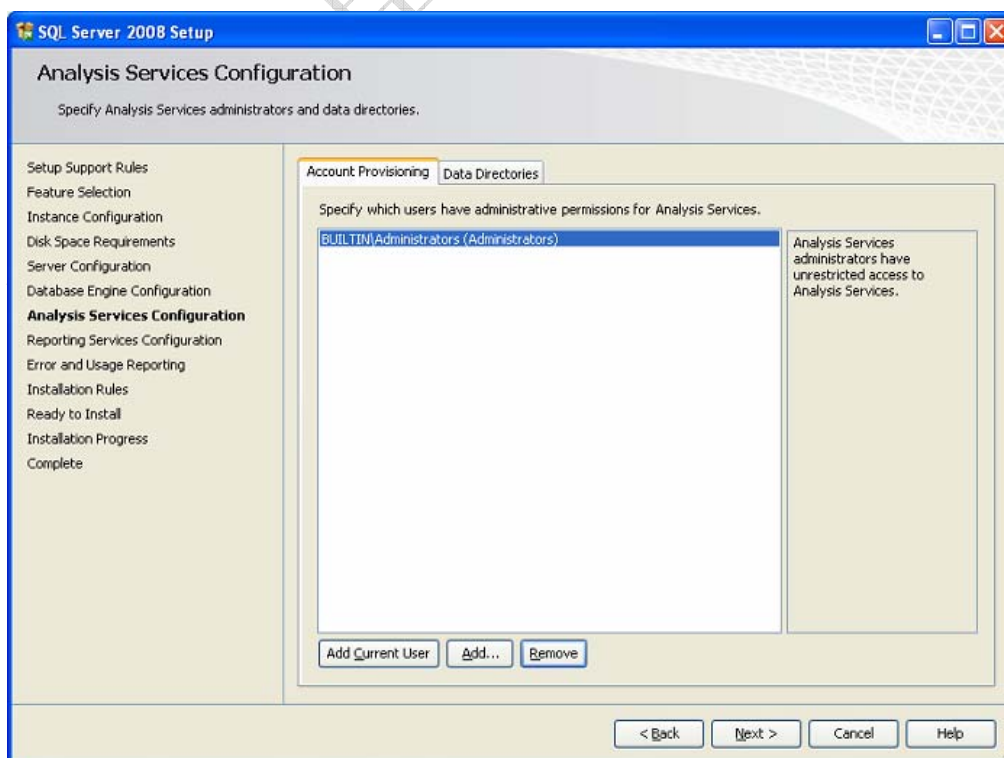 SQL Server 2008 Setup
Analysis Services Configuration
Specify Analysis Services administrators and data directories.
Setup Support Rules
Feature Selection
Instance Configuration
Disk Space Requirements
Server Configuration
Database Engine Configuration
Analysis Services Configuration
Reporting Services Configuration
Error and Usage Reporting
Installation Rules
Ready to Install
Installation Progress
Complete
Account Provisioning
Data Directories
Specify which users have administrative permissions for Analysis Services.
BUILTIN\Administrators (Administrators)
Analysis Services
administrators have
unrestricted access to
Analysis Services.
Add Current User
Add...
Remove
< Back
Next >
Cancel
Help